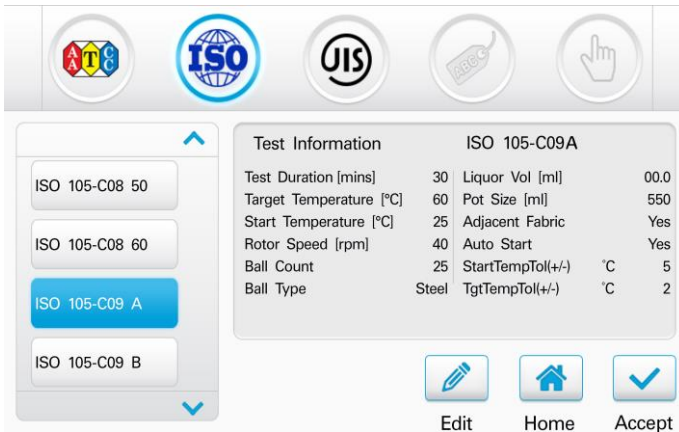 AATCC
ISO
JIS
ABC
ISO 105-C08 50
ISO 105-C08 60
ISO 105-C09 A
ISO 105-C09 B
Test Information ISO 105-C09A
Test Duration [mins] 30 Liquor Vol [ml] 00.0
Target Temperature [°C] 60 Pot Size [ml] 550
Start Temperature [°C] 25 Adjacent Fabric Yes
Rotor Speed [rpm] 40 Auto Start Yes
Ball Count 25 StartTempTol(+/-) °C 5
Ball Type Steel TgtTempTol(+/-) °C 2
Edit Home Accept